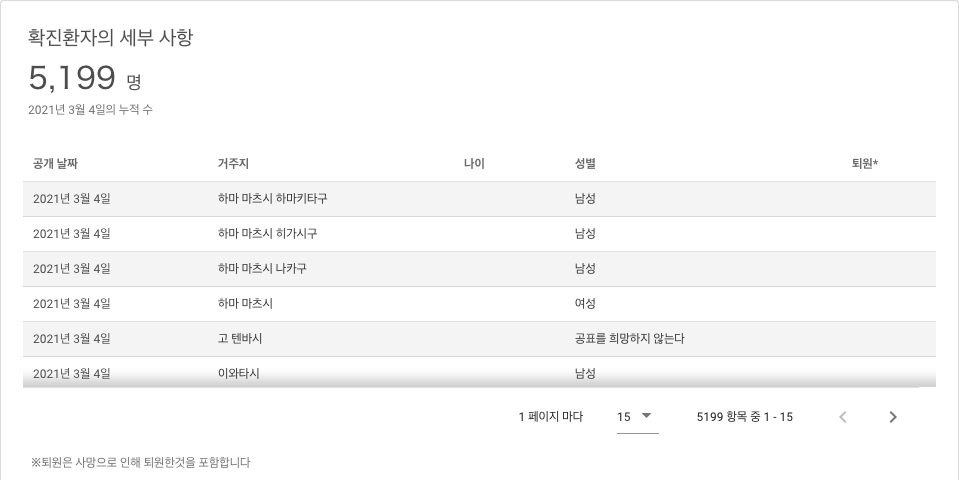 확진환자의 세부 사항
5,199 명
2021년 3월 4일의 누적 수
공개 날짜 거주지 나이 성별 퇴원*
2021년 3월 4일 하마 마츠시 하마키타구 남성
2021년 3월 4일 하마 마츠시 히가시구 남성
2021년 3월 4일 하마 마츠시 나카구 남성
2021년 3월 4일 하마 마츠시 여성
2021년 3월 4일 고 텐바시 공표를 희망하지 않는다
2021년 3월 4일 이와타시 남성
1 페이지 마다 15 5199 항목 중 1 - 15
※퇴원은 사망으로 인해 퇴원한것을 포함합니다